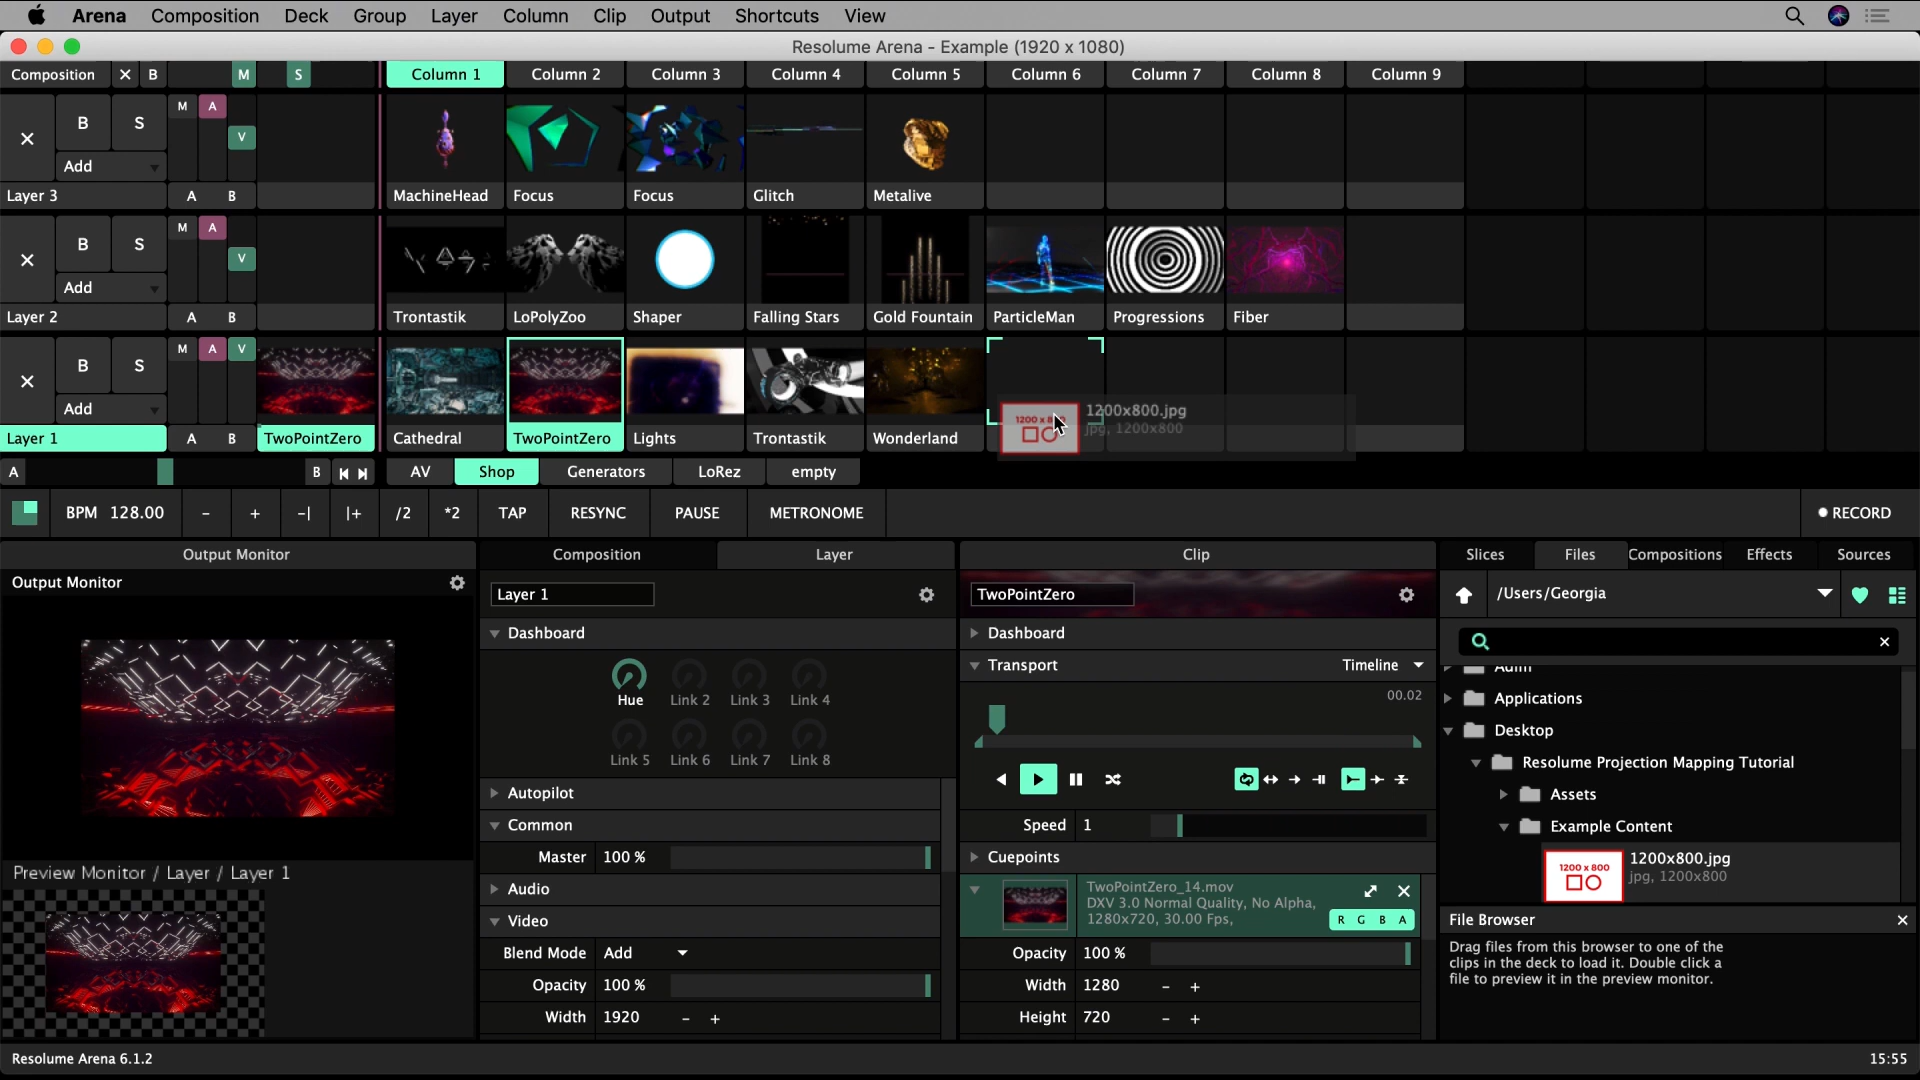 Arena Composition Deck Group Layer Column Clip Output Shortcuts View
Resolume Arena - Example (1920 x 1080)
Composition B M S Column 1 Column 2 Column 3 Column 4 Column 5 Column 6 Column 7 Column 8 Column 9
B S M A V
Add
Layer 3 A B MachineHead Focus Focus Glitch Metalive
B S M A V
Add
Layer 2 A B Trontastik LoPolyZoo Shaper Falling Stars Gold Fountain ParticleMan Progressions Fiber
B S M A V
Add
1200 x 800 1200x800.jpg
jpg, 1200x800
Layer 1 A B TwoPointZero Cathedral TwoPointZero Lights Trontastik Wonderland
A B AV Shop Generators LoRez empty
BPM 128.00 - + -| |+ /2 *2 TAP RESYNC PAUSE METRONOME RECORD
Output Monitor
Output Monitor
Preview Monitor / Layer / Layer 1
Composition Layer
Layer 1
Dashboard
Hue Link 2 Link 3 Link 4
Link 5 Link 6 Link 7 Link 8
Autopilot
Common
Master 100 %
Audio
Video
Blend Mode Add
Opacity 100 %
Width 1920 - +
Clip
TwoPointZero
Dashboard
Transport Timeline
00.02
Speed 1
Cuepoints
TwoPointZero_14.mov
DXV 3.0 Normal Quality, No Alpha,
1280x720, 30.00 Fps,
R G B A
Opacity 100 %
Width 1280 - +
Height 720 - +
Slices Files Compositions Effects Sources
/Users/Georgia
Applications
Desktop
Resolume Projection Mapping Tutorial
Assets
Example Content
1200 x 800 1200x800.jpg
jpg, 1200x800
File Browser
Drag files from this browser to one of the
clips in the deck to load it. Double click a
file to preview it in the preview monitor.
Resolume Arena 6.1.2 15:55